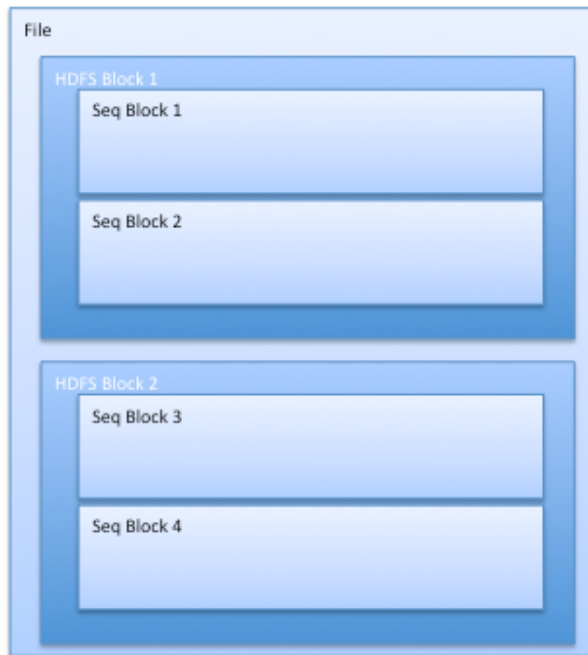 File
HDFS Block 1
Seq Block 1
Seq Block 2
HDFS Block 2
Seq Block 3
Seq Block 4